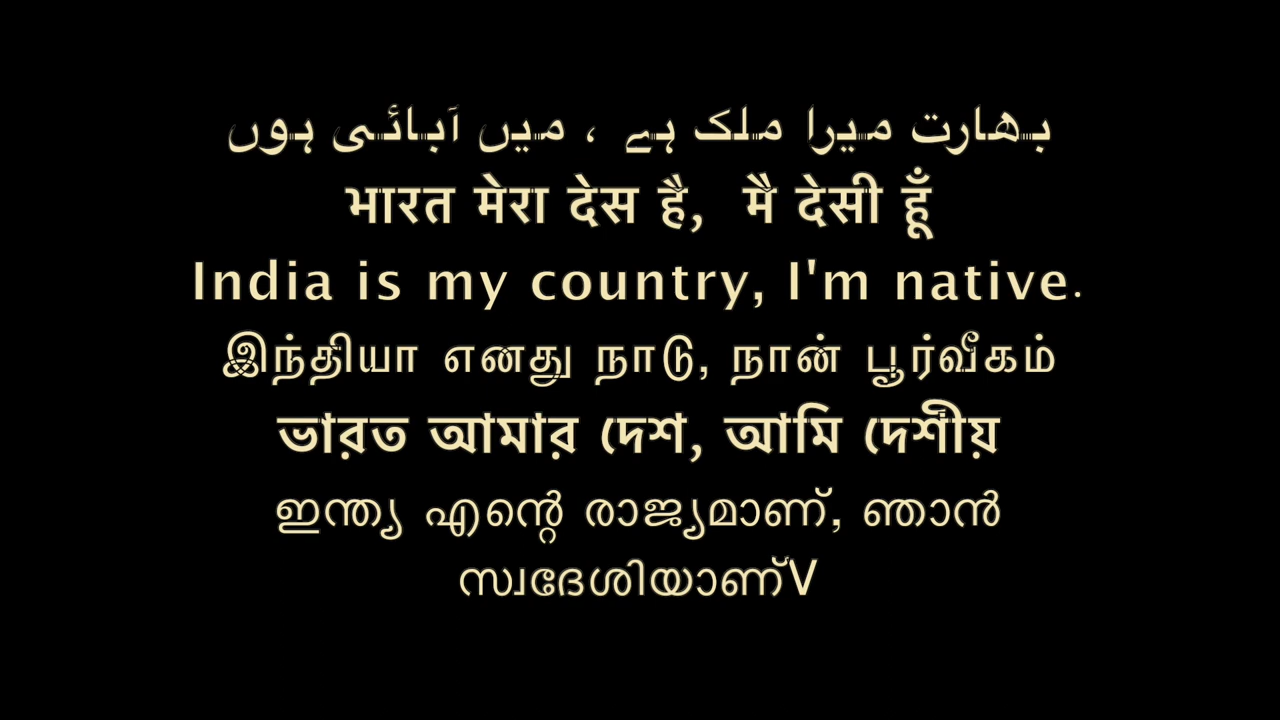 بھارت میرا ملک ہے ، میں آبائی ہوں
भारत मेरा देस है, मै देसी हूँ
India is my country, I'm native.
இந்தியா எனது நாடு, நான் பூர்வீகம்
ভারত আমার দেশ, আমি দেশীয়
ഇന്ത്യ എന്റെ രാജ്യമാണ്, ഞാൻ
സ്വദേശിയാണ്V